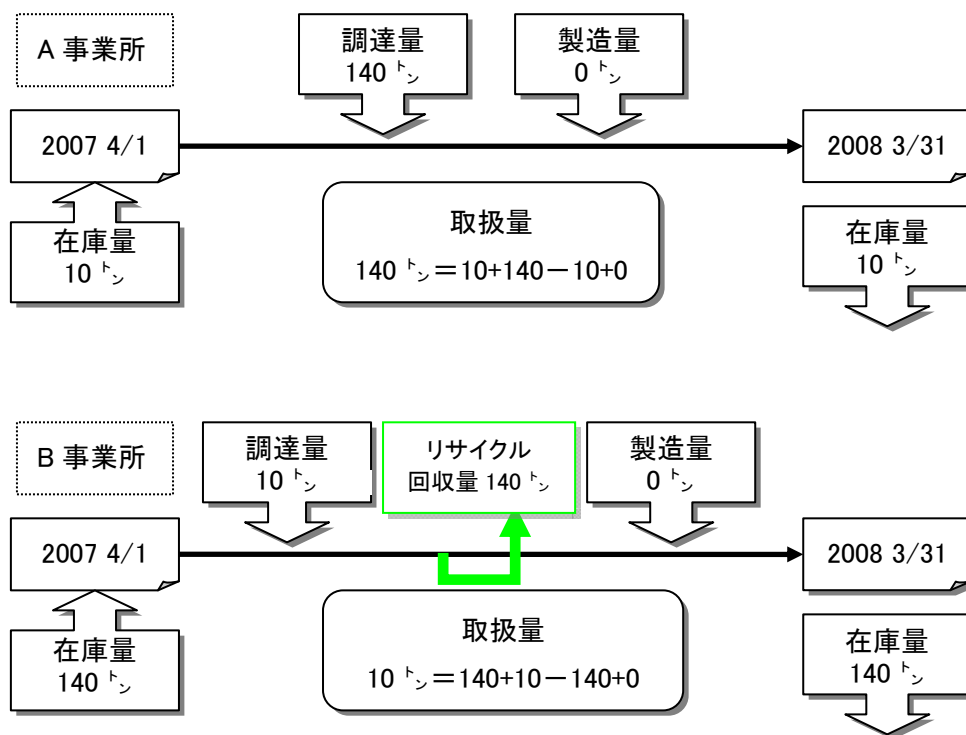 A 事業所
調達量
140 トン
製造量
0 トン
2007 4/1
2008 3/31
在庫量
10 トン
取扱量
140 トン＝10+140－10+0
在庫量
10 トン
B 事業所
調達量
10 トン
リサイクル
回収量 140 トン
製造量
0 トン
2007 4/1
2008 3/31
在庫量
140 トン
取扱量
10 トン＝140+10－140+0
在庫量
140 トン